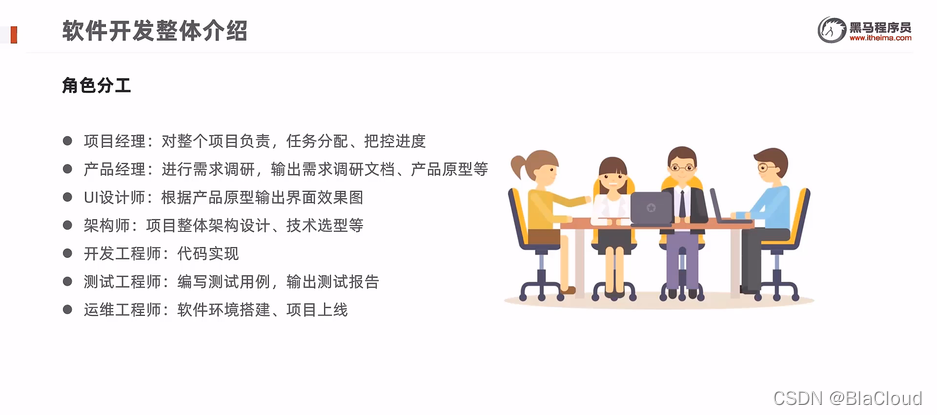 软件开发整体介绍
黑马程序员
www.itheima.com
角色分工
项目经理：对整个项目负责，任务分配、把控进度
产品经理：进行需求调研，输出需求调研文档、产品原型等
UI设计师：根据产品原型输出界面效果图
架构师：项目整体架构设计、技术选型等
开发工程师：代码实现
测试工程师：编写测试用例，输出测试报告
运维工程师：软件环境搭建、项目上线
CSDN @BlaCloud